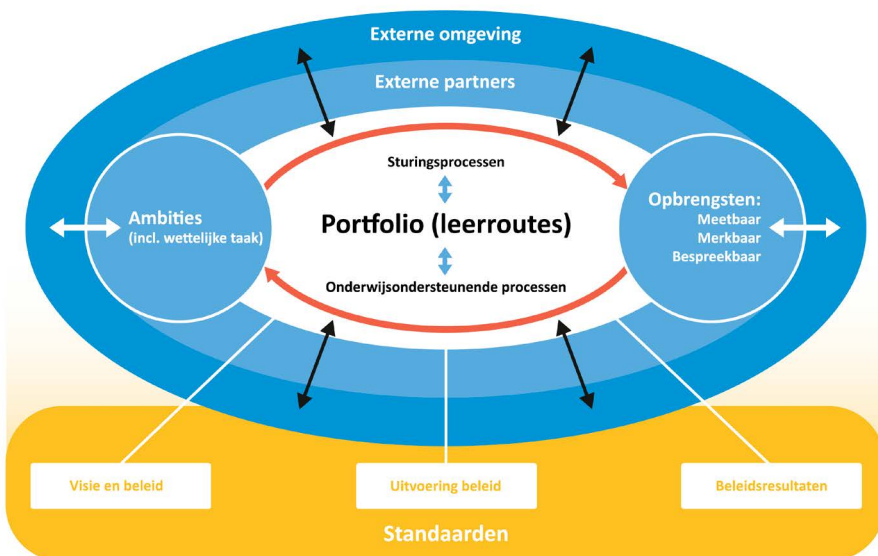 Externe omgeving
Externe partners
Sturingsprocessen
Ambities
(incl. wettelijke taak)
Portfolio (leerroutes)
Opbrengsten:
Meetbaar
Merkbaar
Bespreekbaar
Onderwijsondersteunende processen
Visie en beleid
Uitvoering beleid
Beleidsresultaten
Standaarden